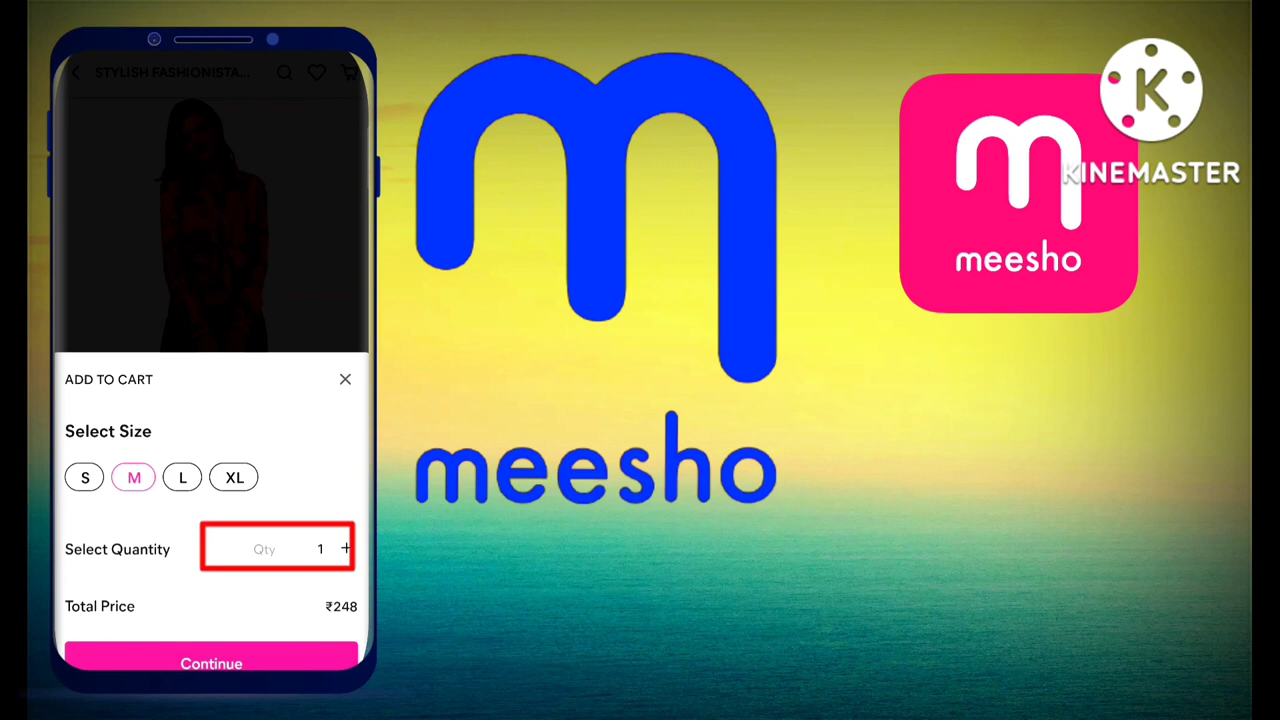 STYLISH FASHIONISTA...
ADD TO CART
Select Size
S M L XL
Select Quantity
Qty 1 +
Total Price ₹248
Continue
meesho
meesho
K
KINEMASTER